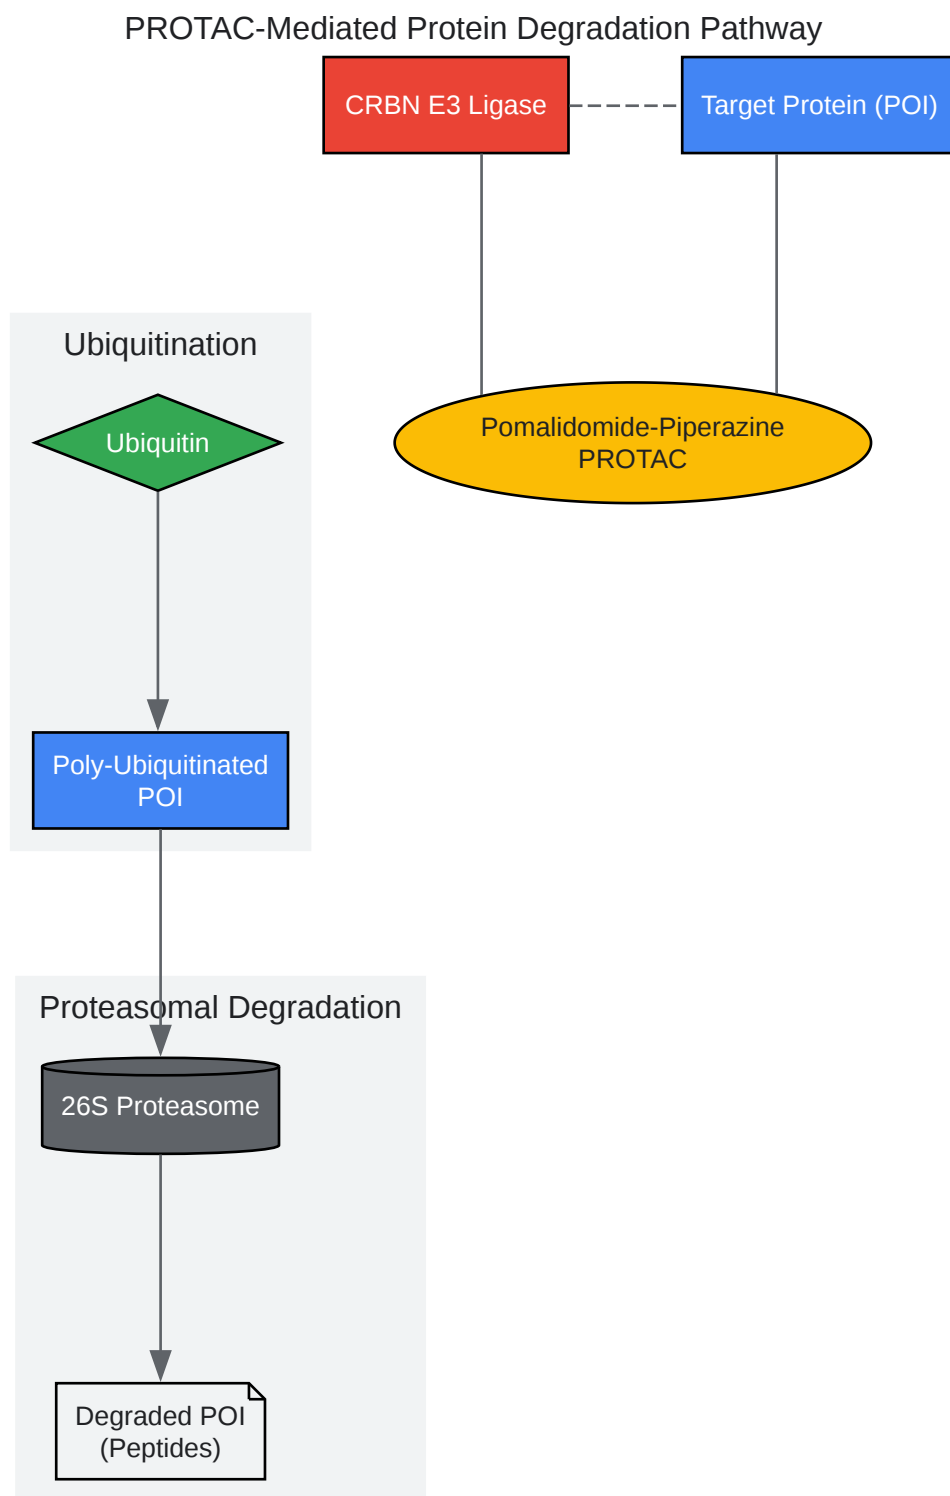 PROTAC-Mediated Protein Degradation Pathway
CRBN E3 Ligase
Target Protein (POI)
Ubiquitination
Ubiquitin
Pomalidomide-Piperazine
PROTAC
Poly-Ubiquitinated
POI
Proteasomal Degradation
26S Proteasome
Degraded POI
(Peptides)